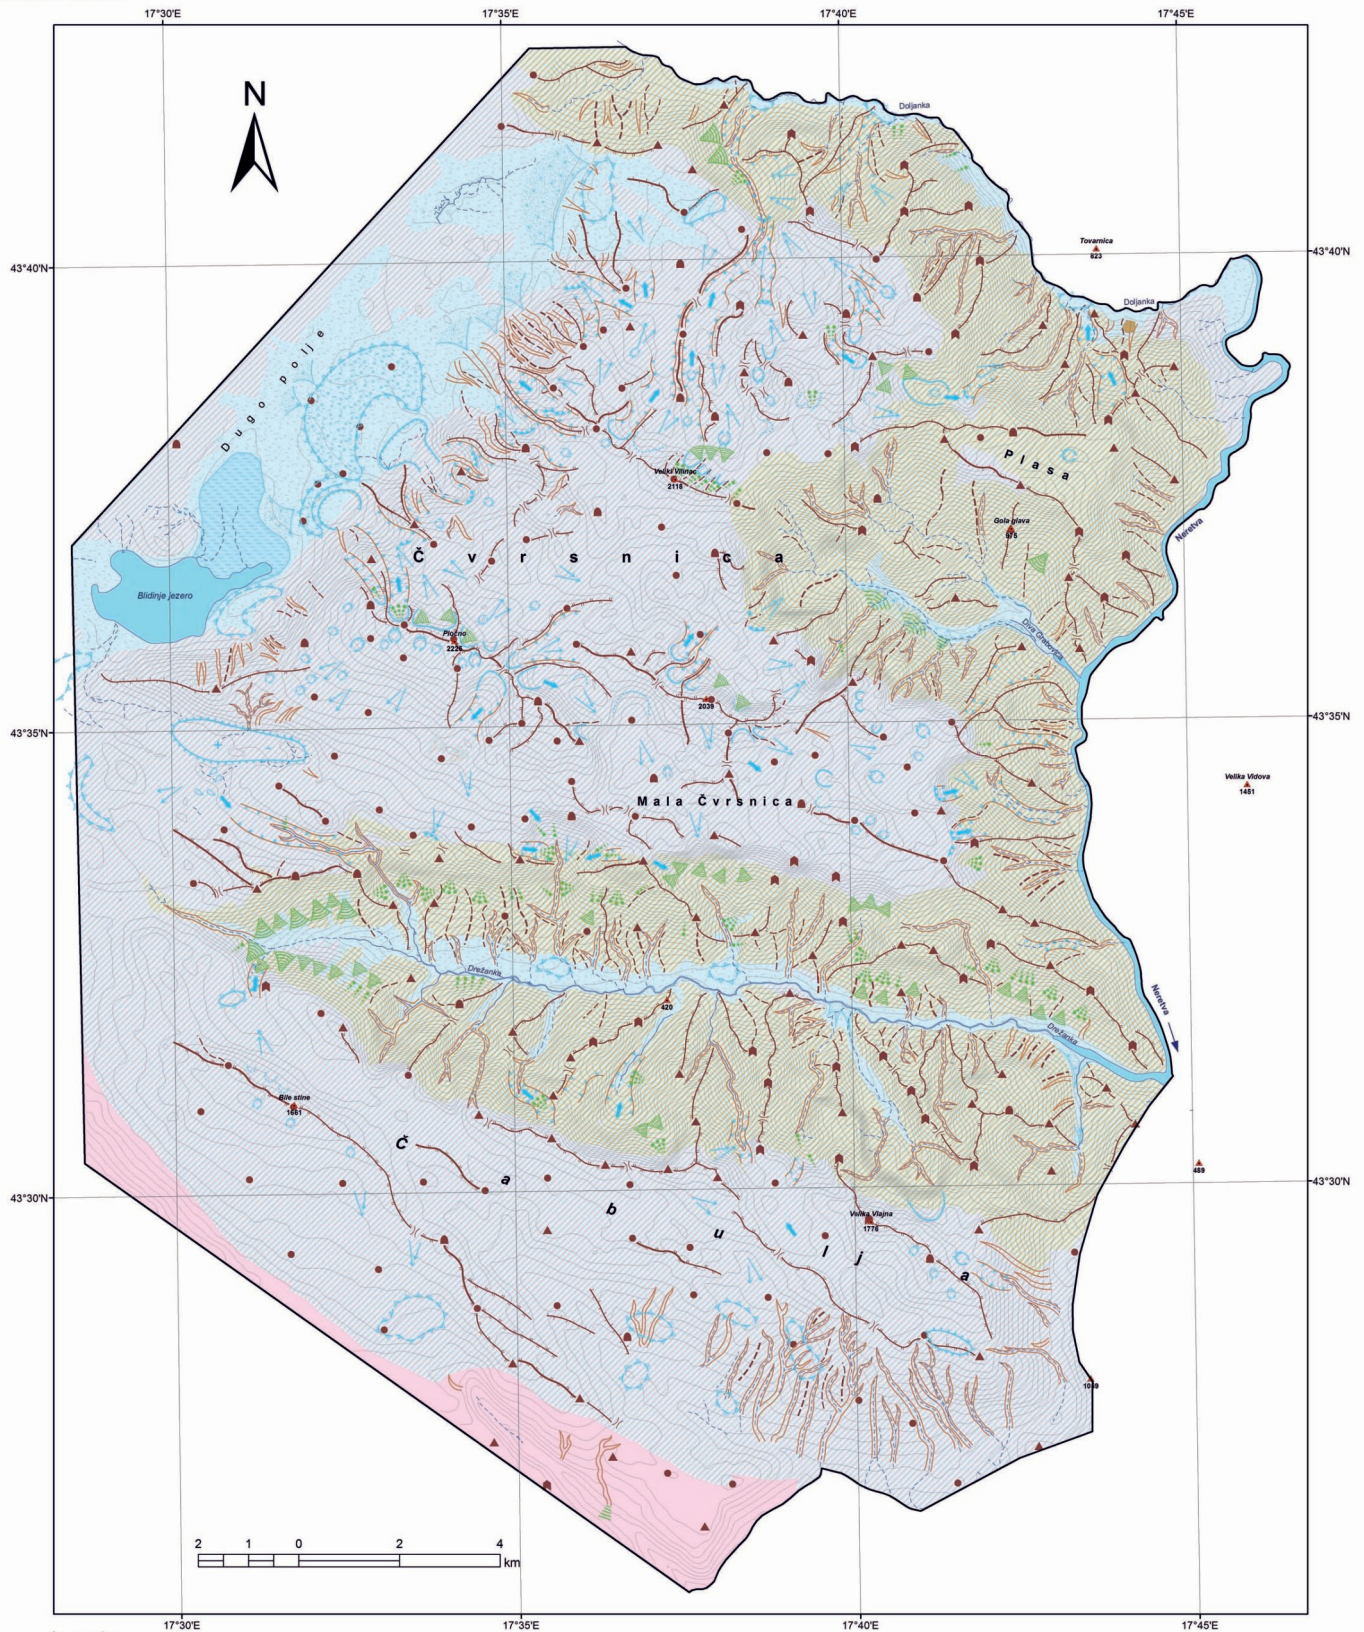 17°30'E 17°35'E 17°40'E 17°45'E
N
Doljanka
Tovarnica
823
43°40'N 43°40'N
Doljanka
Dugo polje
Plasa
Veliki Vilinac
2118
Gola glava
Neretva
Čvrsnica
Blidinje jezero
Diva Grabovica
Pločno
2226
2039
43°35'N 43°35'N
Velika Vidova
1451
Mala Čvrsnica
Drežanka
420
Neretva
Drežanka
Bile stine
1661
Čabulja
489
43°30'N 43°30'N
Velika Vlajna
1776
2 1 0 2 4
km
17°30'E 17°35'E 17°40'E 17°45'E